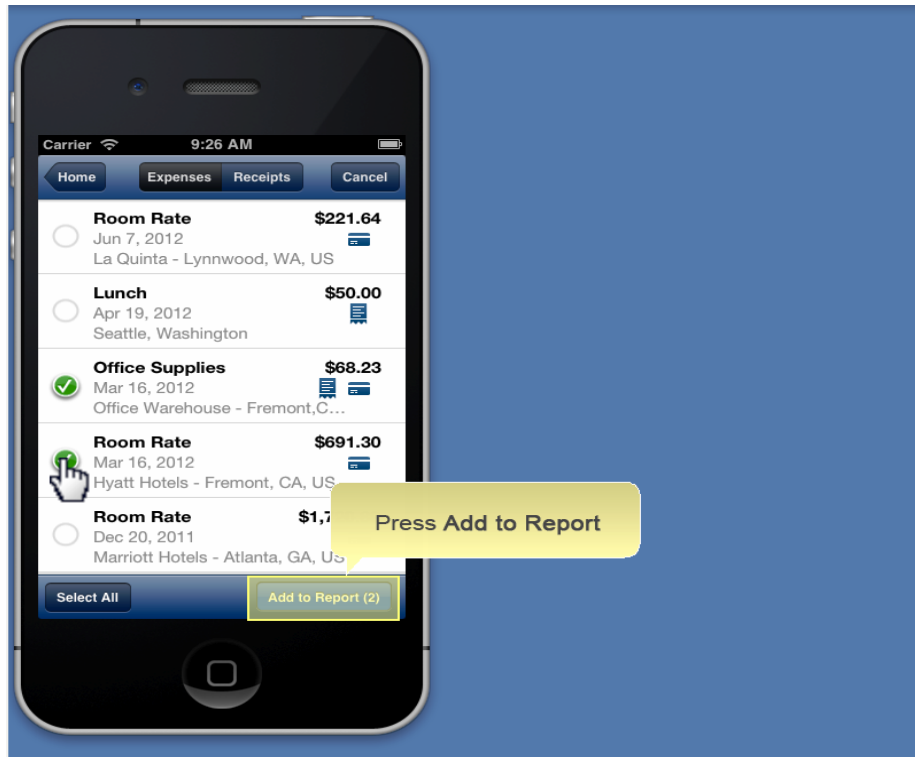 Carrier 9:26 AM
Home Expenses Receipts Cancel
Room Rate $221.64
Jun 7, 2012
La Quinta - Lynnwood, WA, US
Lunch $50.00
Apr 19, 2012
Seattle, Washington
Office Supplies $68.23
Mar 16, 2012
Office Warehouse - Fremont,C...
Room Rate $691.30
Mar 16, 2012
Hyatt Hotels - Fremont, CA, US
Room Rate $1,7
Dec 20, 2011
Marriott Hotels - Atlanta, GA, US
Press Add to Report
Select All Add to Report (2)